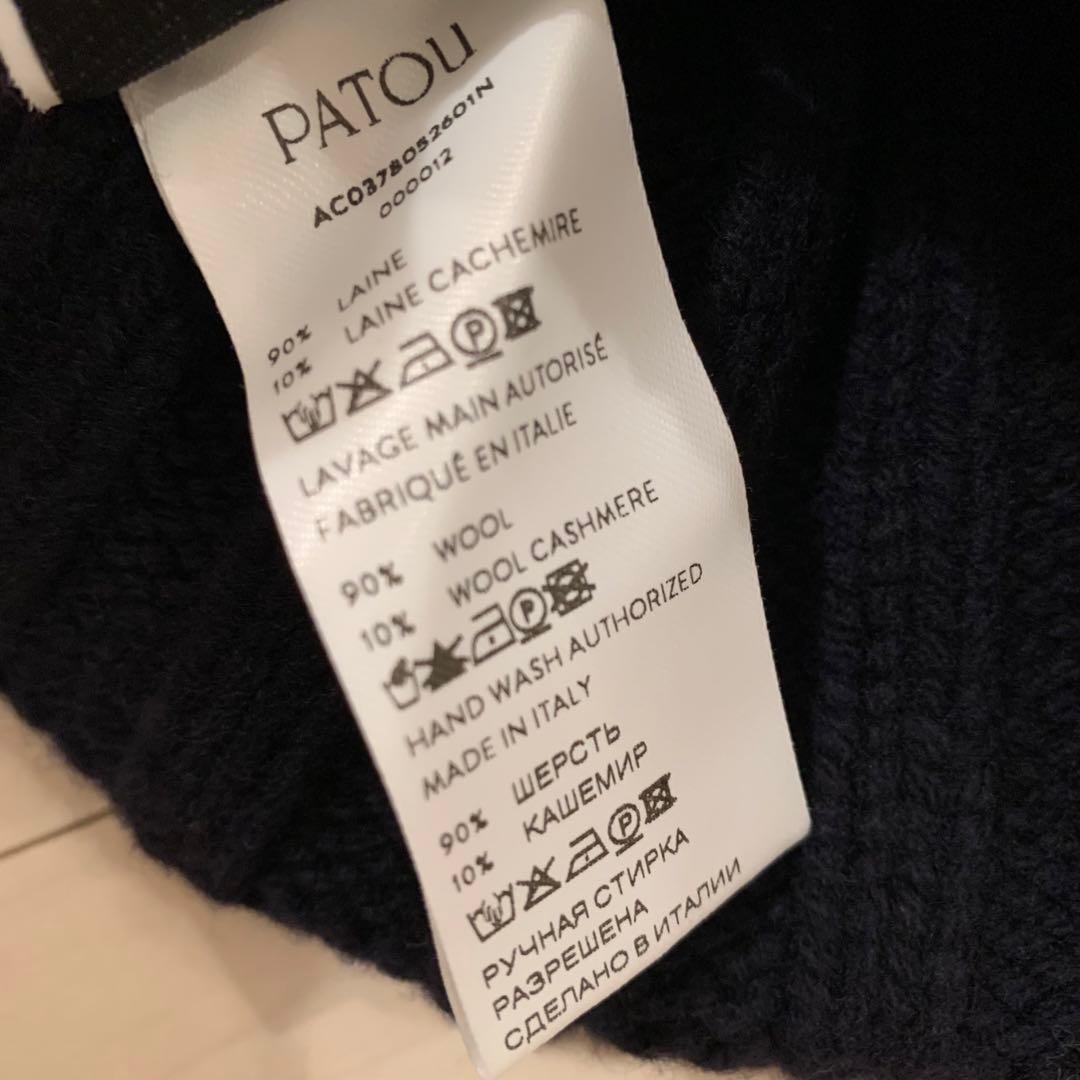 PATOU
AC0378052601N
000012
90% LAINE
10% LAINE CACHEMIRE
P
LAVAGE MAIN AUTORISÉ
FABRIQUÉ EN ITALIE
90% WOOL
10% WOOL CASHMERE
P
HAND WASH AUTHORIZED
MADE IN ITALY
90% ШЕРСТЬ
10% КАШЕМИР
P
РУЧНАЯ СТИРКА
РАЗРЕШЕНА
СДЕЛАНО В ИТАЛИИ